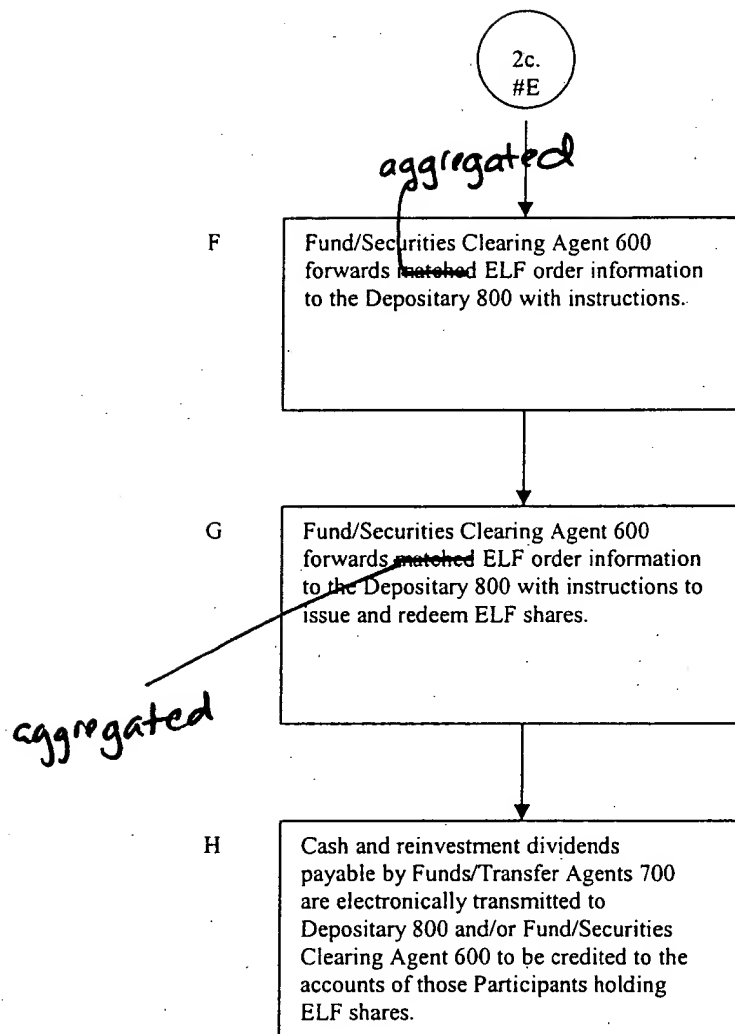 2c.
#E
aggregated
F
Fund/Securities Clearing Agent 600
forwards matched ELF order information
to the Depositary 800 with instructions.
G
Fund/Securities Clearing Agent 600
forwards matched ELF order information
to the Depositary 800 with instructions to
issue and redeem ELF shares.
aggregated
H
Cash and reinvestment dividends
payable by Funds/Transfer Agents 700
are electronically transmitted to
Depositary 800 and/or Fund/Securities
Clearing Agent 600 to be credited to the
accounts of those Participants holding
ELF shares.